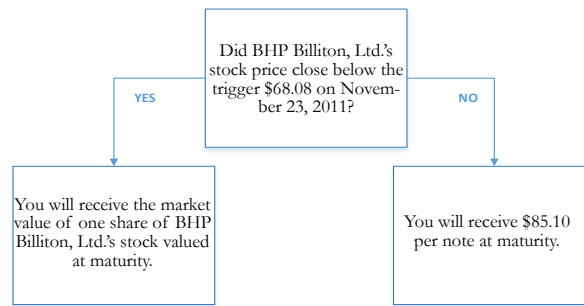 Did BHP Billiton, Ltd.’s
stock price close below the
trigger $68.08 on Novem-
ber 23, 2011?
YES
NO
You will receive the market
value of one share of BHP
Billiton, Ltd.’s stock valued
at maturity.
You will receive $85.10
per note at maturity.